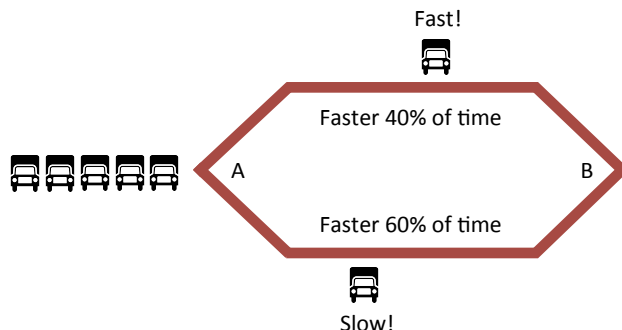 Fast!
Faster 40% of time
A
B
Faster 60% of time
Slow!